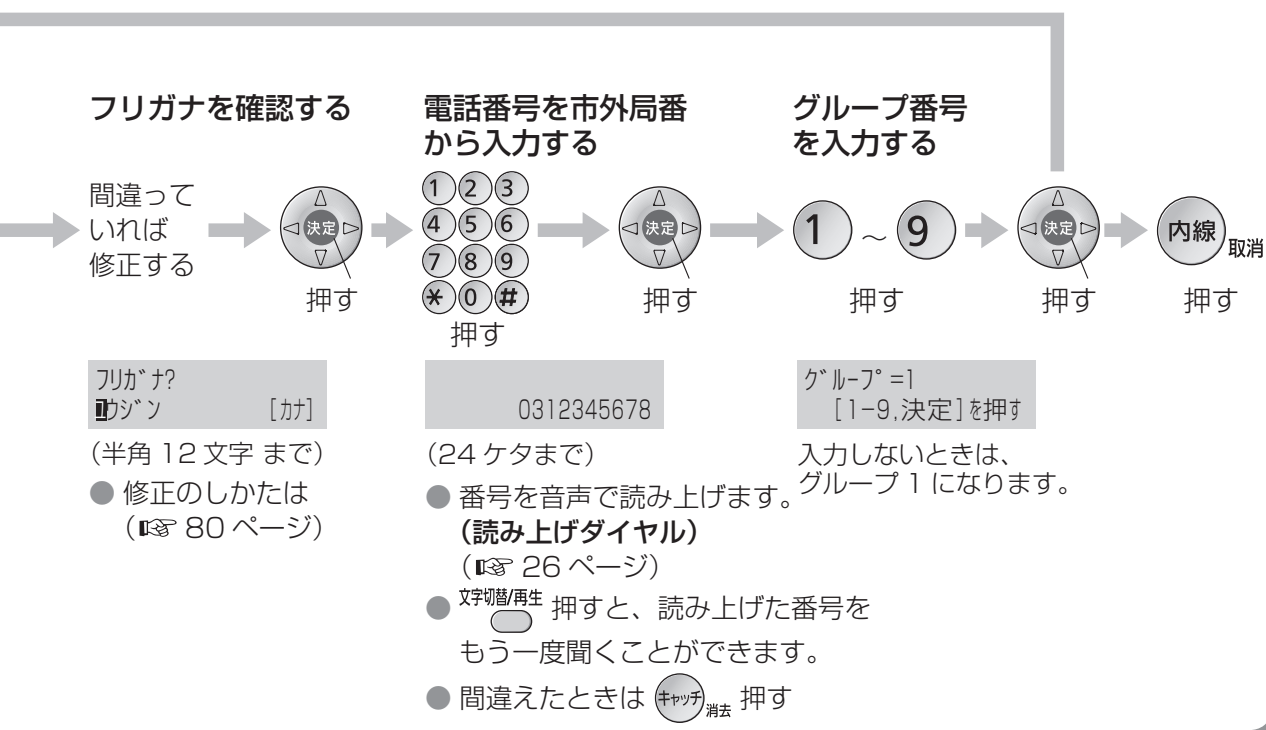 フリガナを確認する
間違って
いれば
修正する
決定
押す
ﾌﾘｶﾞﾅ?
ｺｳｼﾞﾝ [ｶﾅ]
(半角 12 文字 まで)
● 修正のしかたは
(☞ 80 ページ)
電話番号を市外局番
から入力する
1 2 3
4 5 6
7 8 9
* 0 #
押す
決定
押す
0312345678
(24 ケタまで)
● 番号を音声で読み上げます。
(読み上げダイヤル)
(☞ 26 ページ)
● 文字切替/再生 押すと、読み上げた番号を
もう一度聞くことができます。
● 間違えたときは キャッチ 消去 押す
グループ番号
を入力する
1 ~ 9
押す
決定
押す
内線 取消
押す
ｸﾞﾙｰﾌﾟ=1
[1-9,決定]を押す
入力しないときは、
グループ 1 になります。